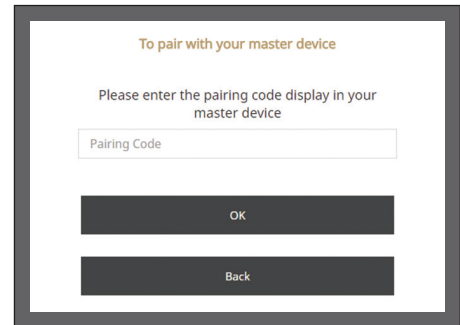 To pair with your master device
Please enter the pairing code display in your
master device
Pairing Code
OK
Back